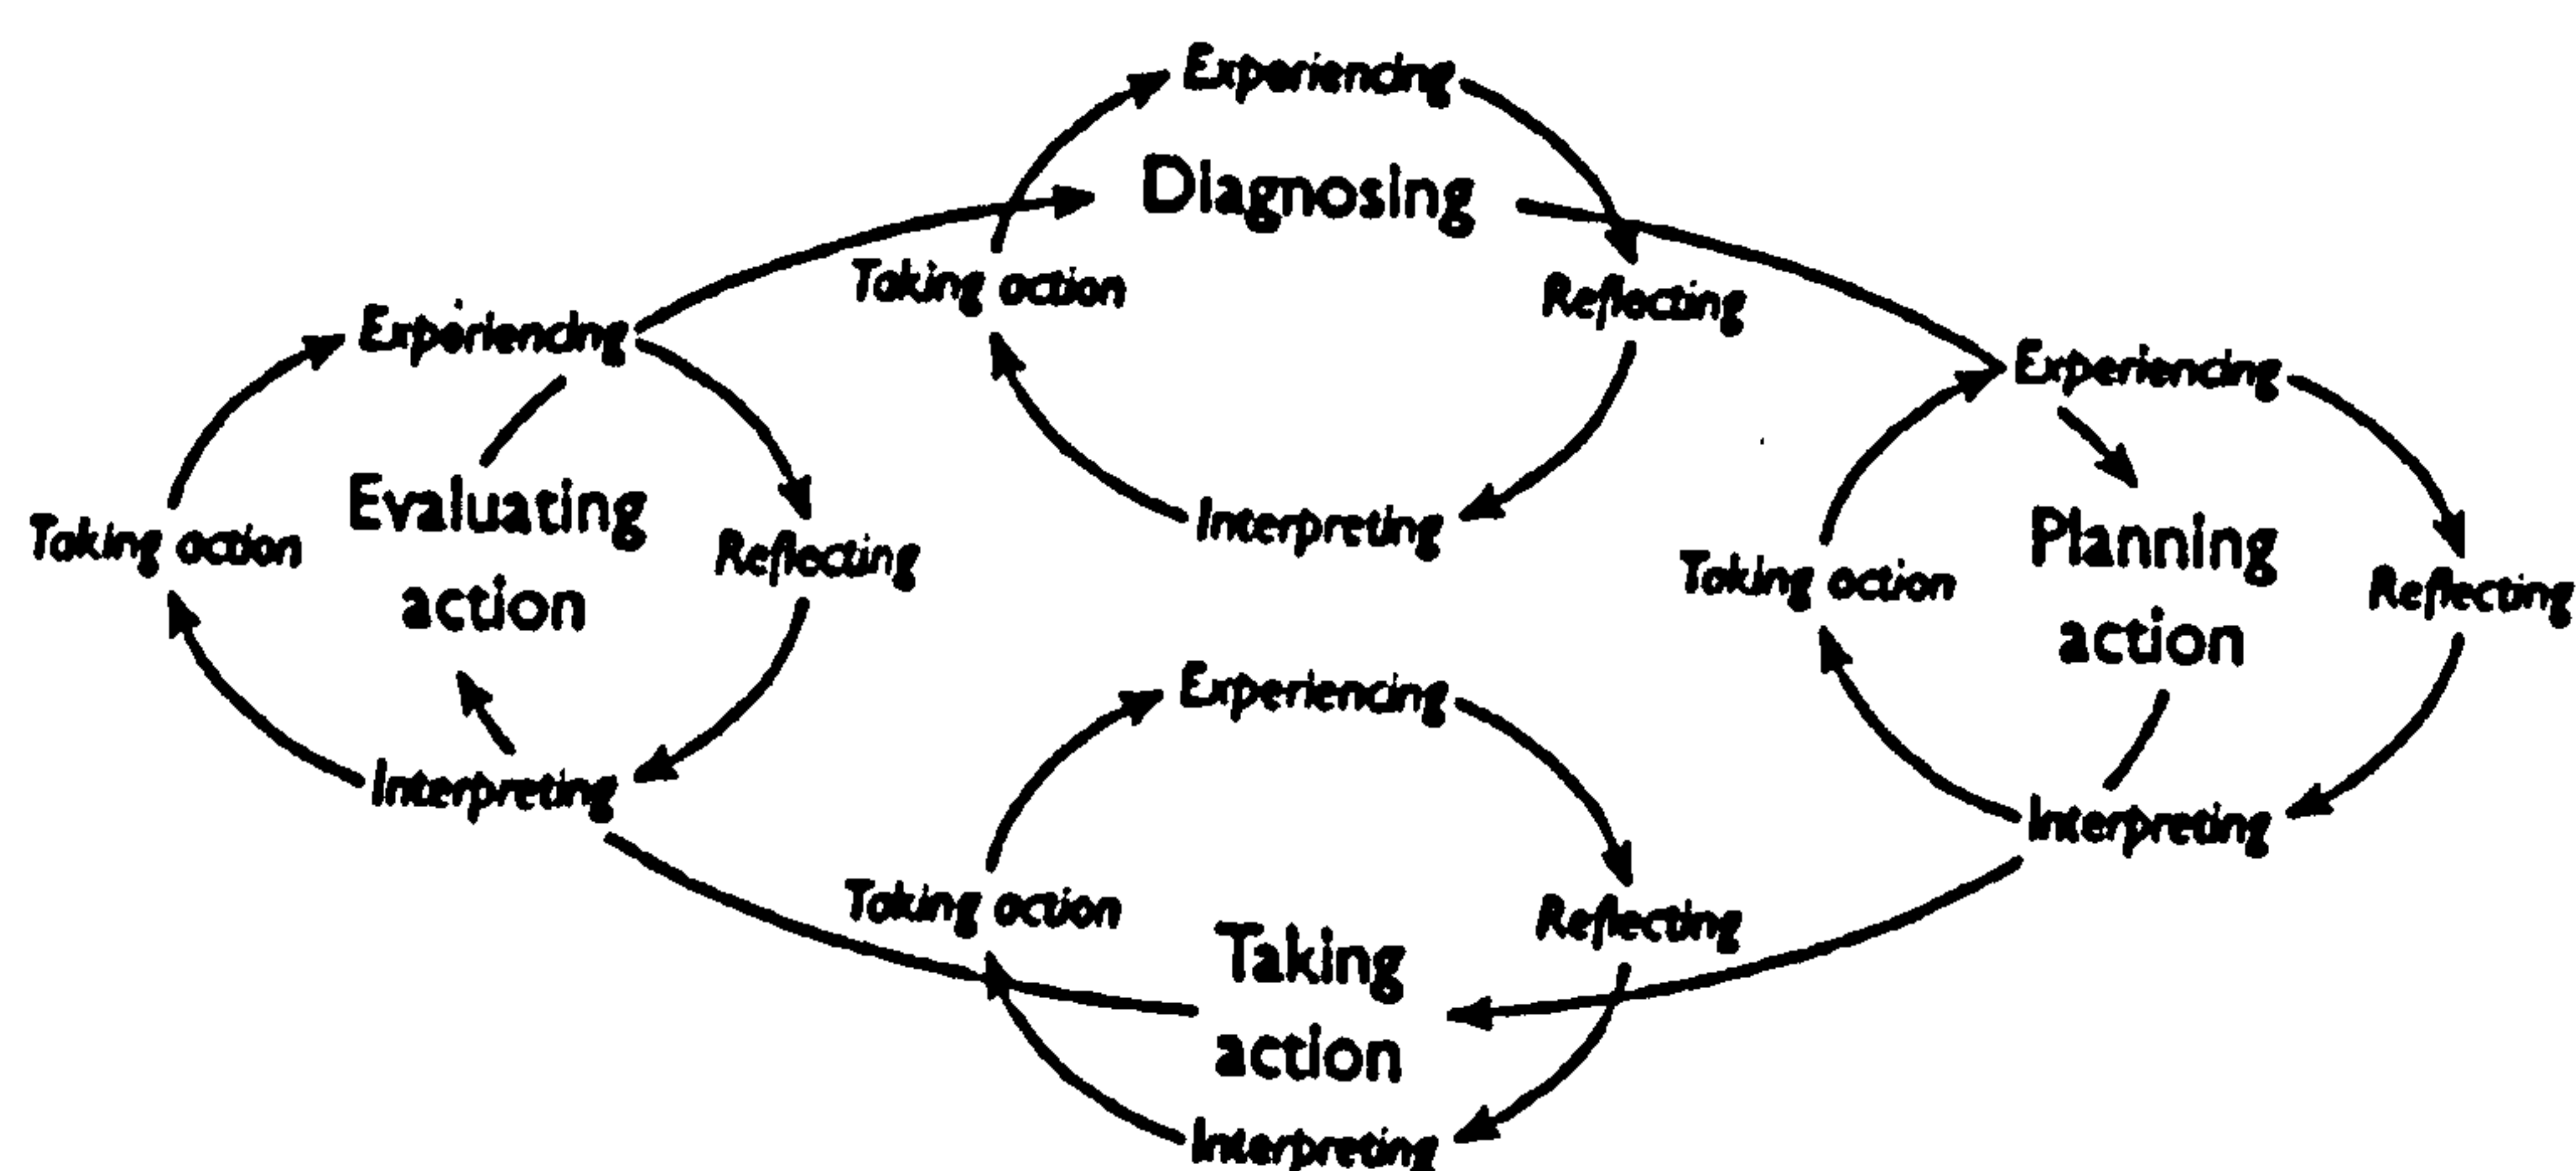 Experiencing
Diagnosing
Taking action
Reflecting
Interpreting
Experiencing
Evaluating
action
Taking action
Reflecting
Interpreting
Experiencing
Planning
action
Taking action
Reflecting
Interpreting
Experiencing
Taking action
Reflecting
Taking
action
Interpreting